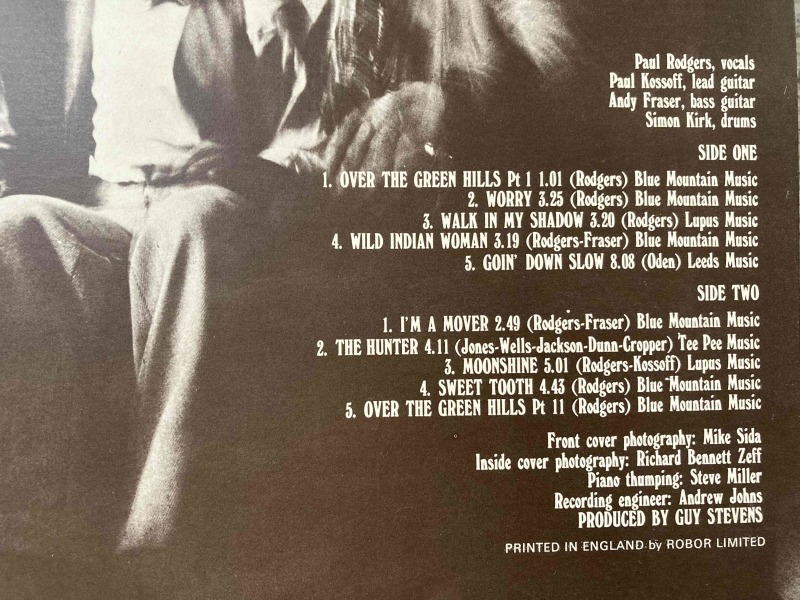 Paul Rodgers, vocals
Paul Kossoff, lead guitar
Andy Fraser, bass guitar
Simon Kirk, drums
SIDE ONE
1. OVER THE GREEN HILLS Pt 1 1.01 (Rodgers) Blue Mountain Music
2. WORRY 3.25 (Rodgers) Blue Mountain Music
3. WALK IN MY SHADOW 3.20 (Rodgers) Lupus Music
4. WILD INDIAN WOMAN 3.19 (Rodgers-Fraser) Blue Mountain Music
5. GOIN' DOWN SLOW 8.08 (Oden) Leeds Music
SIDE TWO
1. I'M A MOVER 2.49 (Rodgers-Fraser) Blue Mountain Music
2. THE HUNTER 4.11 (Jones-Wells-Jackson-Dunn-Cropper) Tee Pee Music
3. MOONSHINE 5.01 (Rodgers-Kossoff) Lupus Music
4. SWEET TOOTH 4.43 (Rodgers) Blue Mountain Music
5. OVER THE GREEN HILLS Pt 11 (Rodgers) Blue Mountain Music
Front cover photography: Mike Sida
Inside cover photography: Richard Bennett Zeff
Piano thumping: Steve Miller
Recording engineer: Andrew Johns
PRODUCED BY GUY STEVENS
PRINTED IN ENGLAND by ROBOR LIMITED